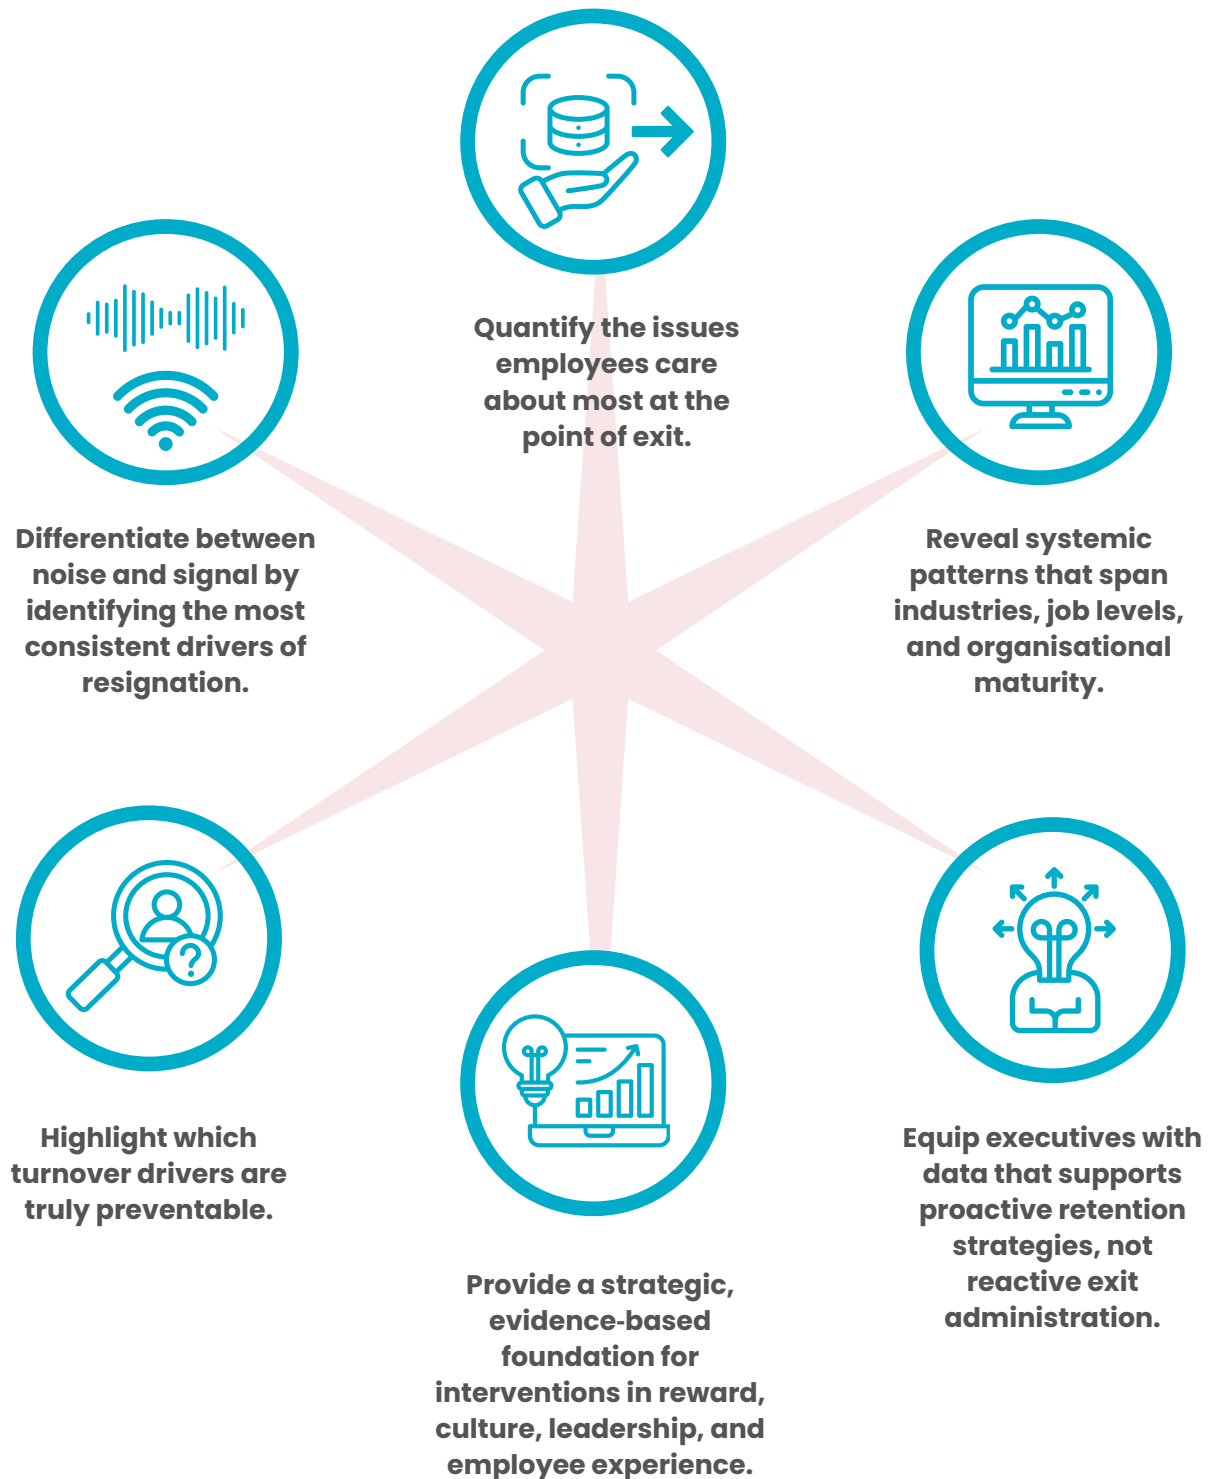 Quantify the issues
employees care
about most at the
point of exit.
Differentiate between
noise and signal by
identifying the most
consistent drivers of
resignation.
Reveal systemic
patterns that span
industries, job levels,
and organisational
maturity.
?
Highlight which
turnover drivers are
truly preventable.
Equip executives with
data that supports
proactive retention
strategies, not
reactive exit
administration.
Provide a strategic,
evidence-based
foundation for
interventions in reward,
culture, leadership, and
employee experience.